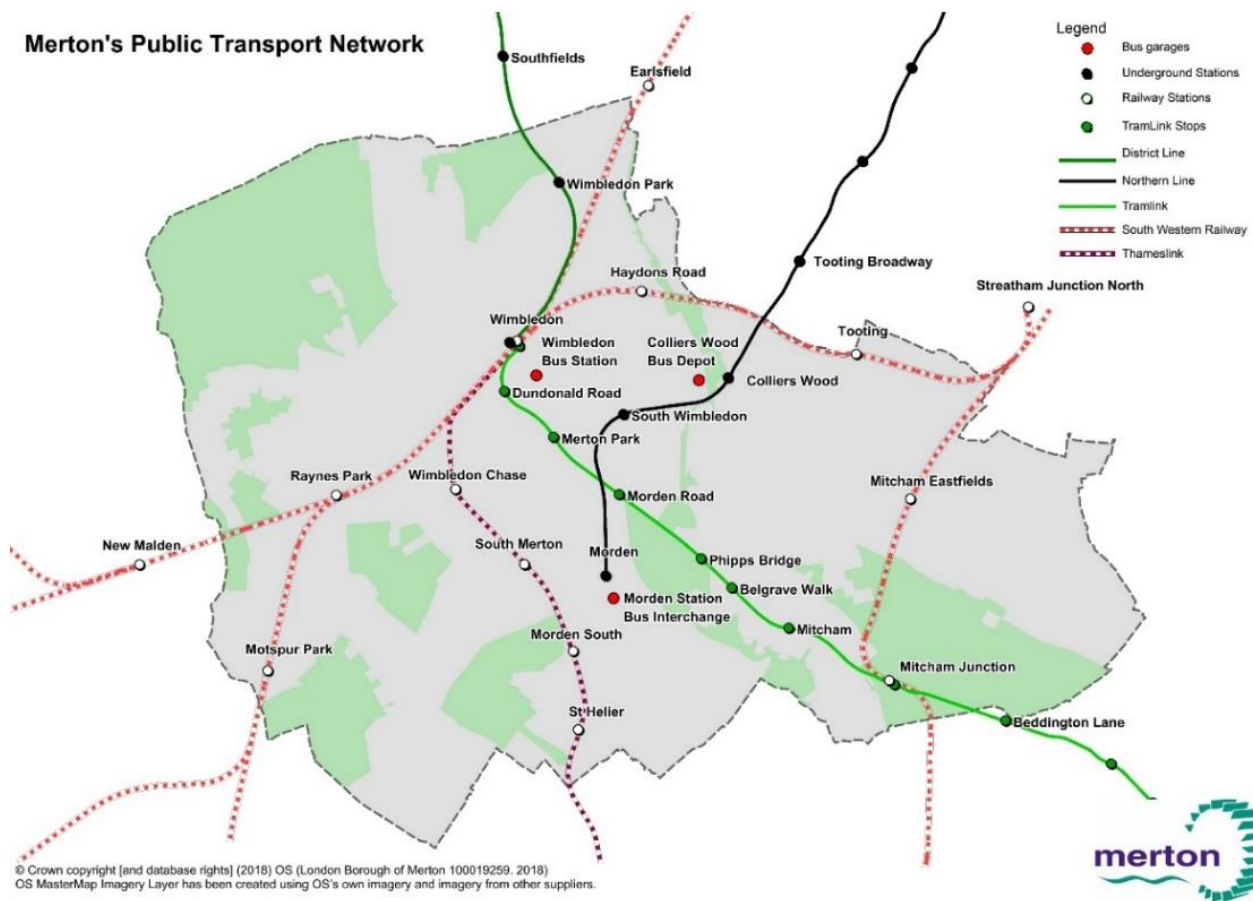 Merton's Public Transport Network
Legend
Bus garages
Underground Stations
Railway Stations
TramLink Stops
District Line
Northern Line
Tramlink
South Western Railway
Thameslink
Southfields
Earlsfield
Wimbledon Park
Tooting Broadway
Haydons Road
Streatham Junction North
Wimbledon
Wimbledon
Bus Station
Colliers Wood
Bus Depot
Tooting
Colliers Wood
Dundonald Road
South Wimbledon
Merton Park
Raynes Park
Wimbledon Chase
Mitcham Eastfields
Morden Road
New Malden
South Merton
Morden
Phipps Bridge
Belgrave Walk
Morden Station
Bus Interchange
Mitcham
Morden South
Motspur Park
Mitcham Junction
St Helier
Beddington Lane
merton
© Crown copyright [and database rights] (2018) OS (London Borough of Merton 100019259. 2018)
OS MasterMap Imagery Layer has been created using OS's own imagery and imagery from other suppliers.